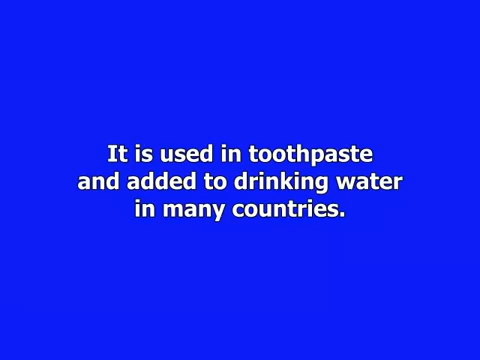 It is used in toothpaste
and added to drinking water
in many countries.